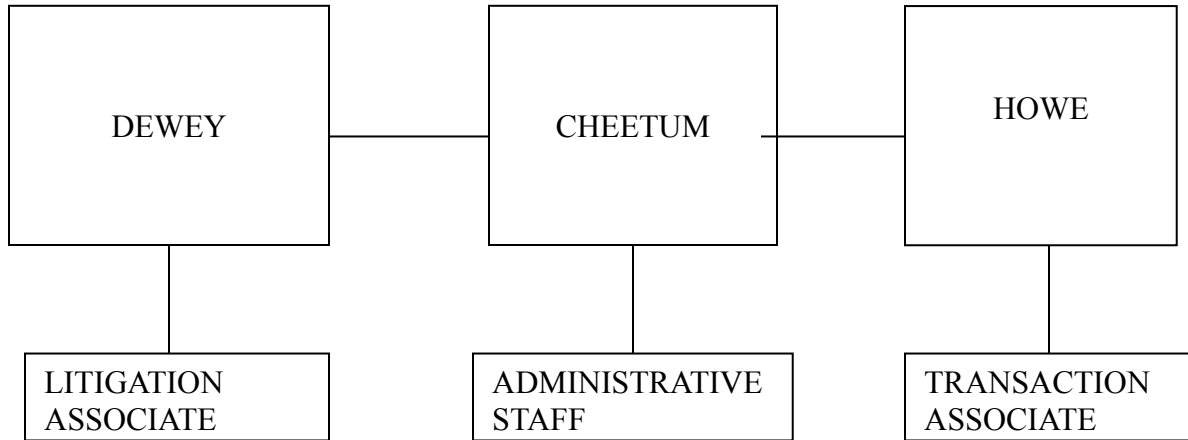 DEWEY
CHEETUM
HOWE
LITIGATION
ASSOCIATE
ADMINISTRATIVE
STAFF
TRANSACTION
ASSOCIATE